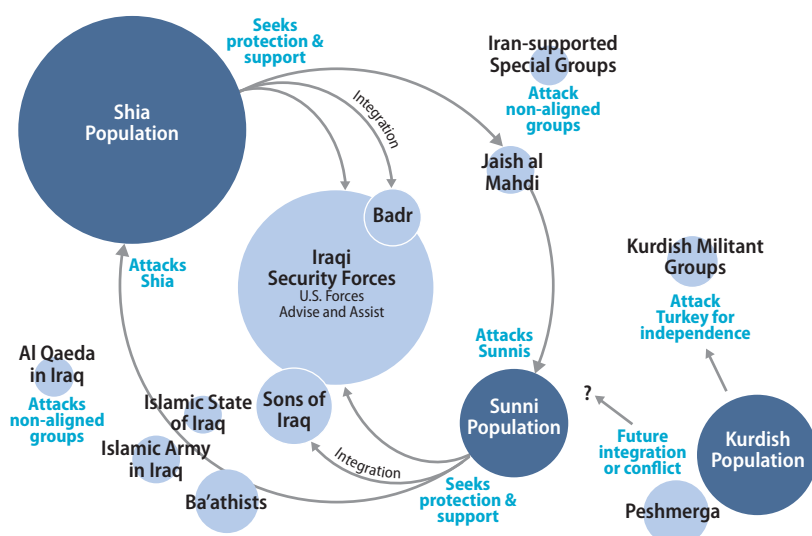 Seeks
protection &
support
Shia
Population
Integration
Iran-supported
Special Groups
Attack
non-aligned
groups
Jaish al
Mahdi
Badr
Iraqi
Security Forces
U.S. Forces
Advise and Assist
Kurdish Militant
Groups
Attack
Turkey for
independence
Attacks
Shia
Attacks
Sunnis
Al Qaeda
in Iraq
Attacks
non-aligned
groups
Islamic State
of Iraq
Islamic Army
in Iraq
Ba'athists
Sons of
Iraq
Integration
Sunni
Population
Seeks
protection &
support
?
Future
integration
or conflict
Kurdish
Population
Peshmerga